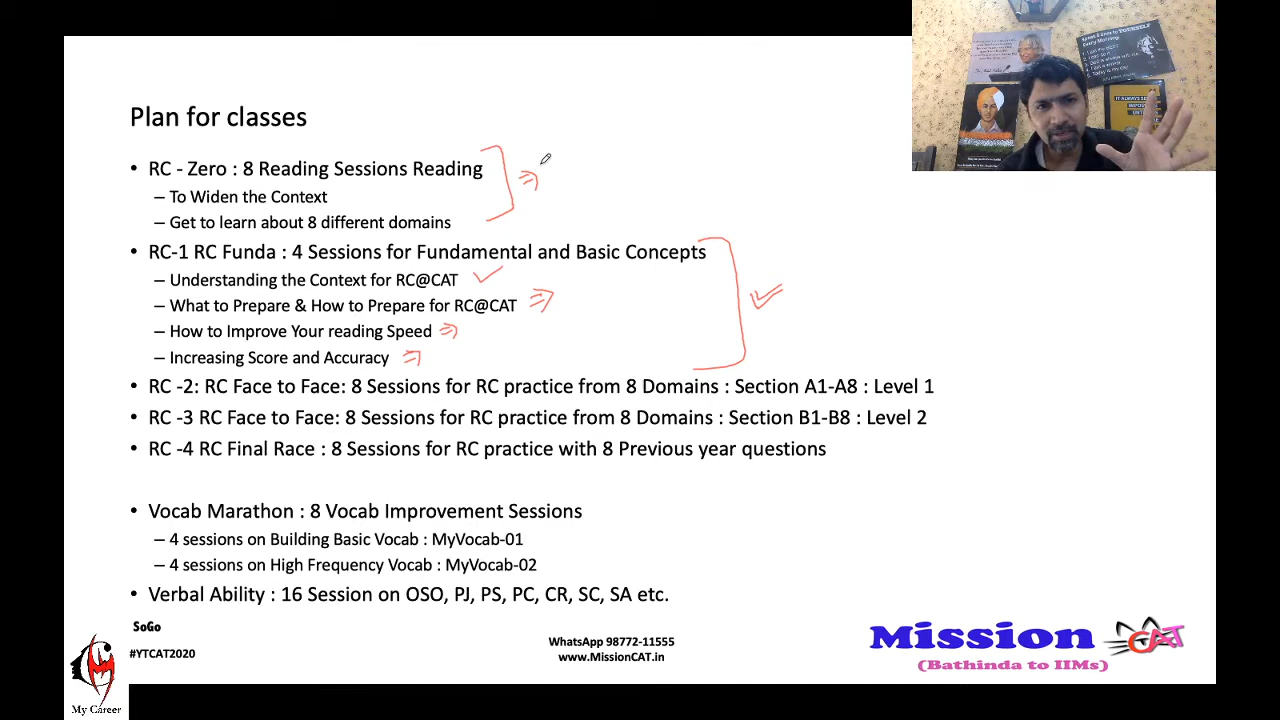 Plan for classes
• RC - Zero : 8 Reading Sessions Reading
– To Widen the Context
– Get to learn about 8 different domains
• RC-1 RC Funda : 4 Sessions for Fundamental and Basic Concepts
– Understanding the Context for RC@CAT
– What to Prepare & How to Prepare for RC@CAT
– How to Improve Your reading Speed
– Increasing Score and Accuracy
• RC -2: RC Face to Face: 8 Sessions for RC practice from 8 Domains : Section A1-A8 : Level 1
• RC -3 RC Face to Face: 8 Sessions for RC practice from 8 Domains : Section B1-B8 : Level 2
• RC -4 RC Final Race : 8 Sessions for RC practice with 8 Previous year questions
• Vocab Marathon : 8 Vocab Improvement Sessions
– 4 sessions on Building Basic Vocab : MyVocab-01
– 4 sessions on High Frequency Vocab : MyVocab-02
• Verbal Ability : 16 Session on OSO, PJ, PS, PC, CR, SC, SA etc.
SoGo
#YTCAT2020
WhatsApp 98772-11555
www.MissionCAT.in
Mission CAT
(Bathinda to IIMs)
My Career
YOURSELF
Every Morning
IT ALWAYS